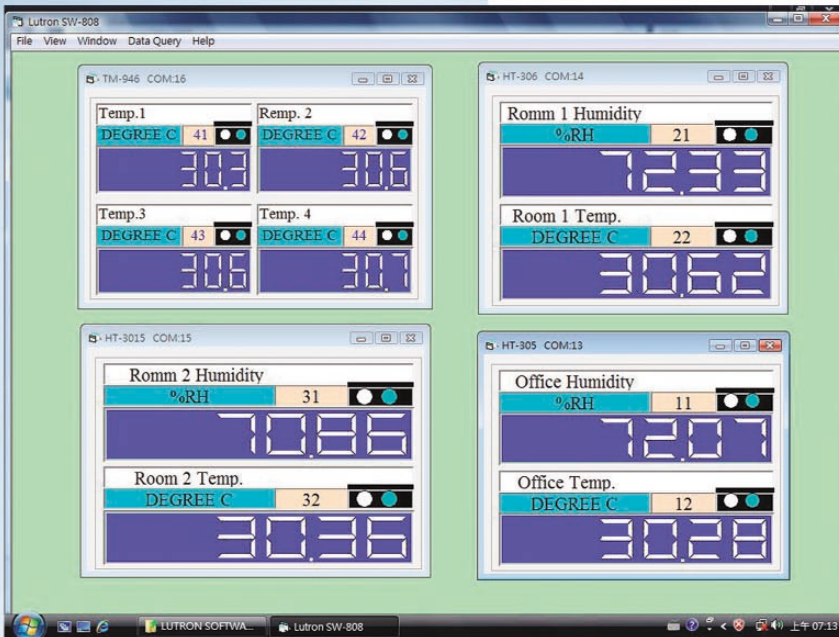 Lutron SW-808
File View Window Data Query Help
TM-946 COM:16
Temp.1
DEGREE C 41
30.3
Remp. 2
DEGREE C 42
30.6
Temp.3
DEGREE C 43
30.6
Temp. 4
DEGREE C 44
30.7
HT-306 COM:14
Romm 1 Humidity
%RH 21
72.33
Room 1 Temp.
DEGREE C 22
30.62
HT-3015 COM:15
Romm 2 Humidity
%RH 31
70.86
Room 2 Temp.
DEGREE C 32
30.36
HT-305 COM:13
Office Humidity
%RH 11
72.07
Office Temp.
DEGREE C 12
30.28
LUTRON SOFTWA... Lutron SW-808 上午 07:13